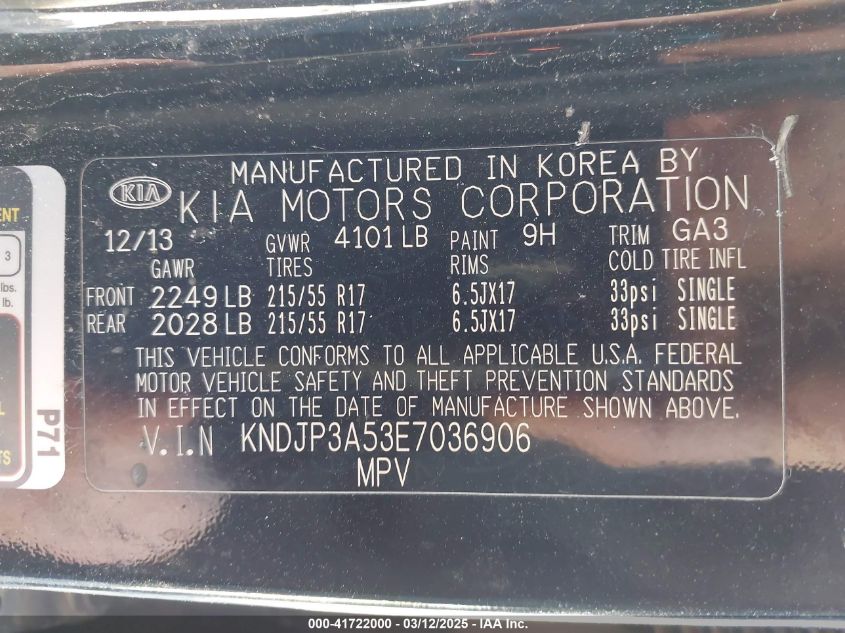 MANUFACTURED IN KOREA BY
KIA KIA MOTORS CORPORATION
12/13 GVWR 4101 LB PAINT 9H TRIM GA3
GAWR TIRES RIMS COLD TIRE INFL
FRONT 2249 LB 215/55 R17 6.5JX17 33psi SINGLE
REAR 2028 LB 215/55 R17 6.5JX17 33psi SINGLE
THIS VEHICLE CONFORMS TO ALL APPLICABLE U.S.A. FEDERAL
MOTOR VEHICLE SAFETY AND THEFT PREVENTION STANDARDS
IN EFFECT ON THE DATE OF MANUFACTURE SHOWN ABOVE.
V.I.N KNDJP3A53E7036906
MPV
3
lbs.
lb.
P71
000-41722000 - 03/12/2025 - IAA Inc.